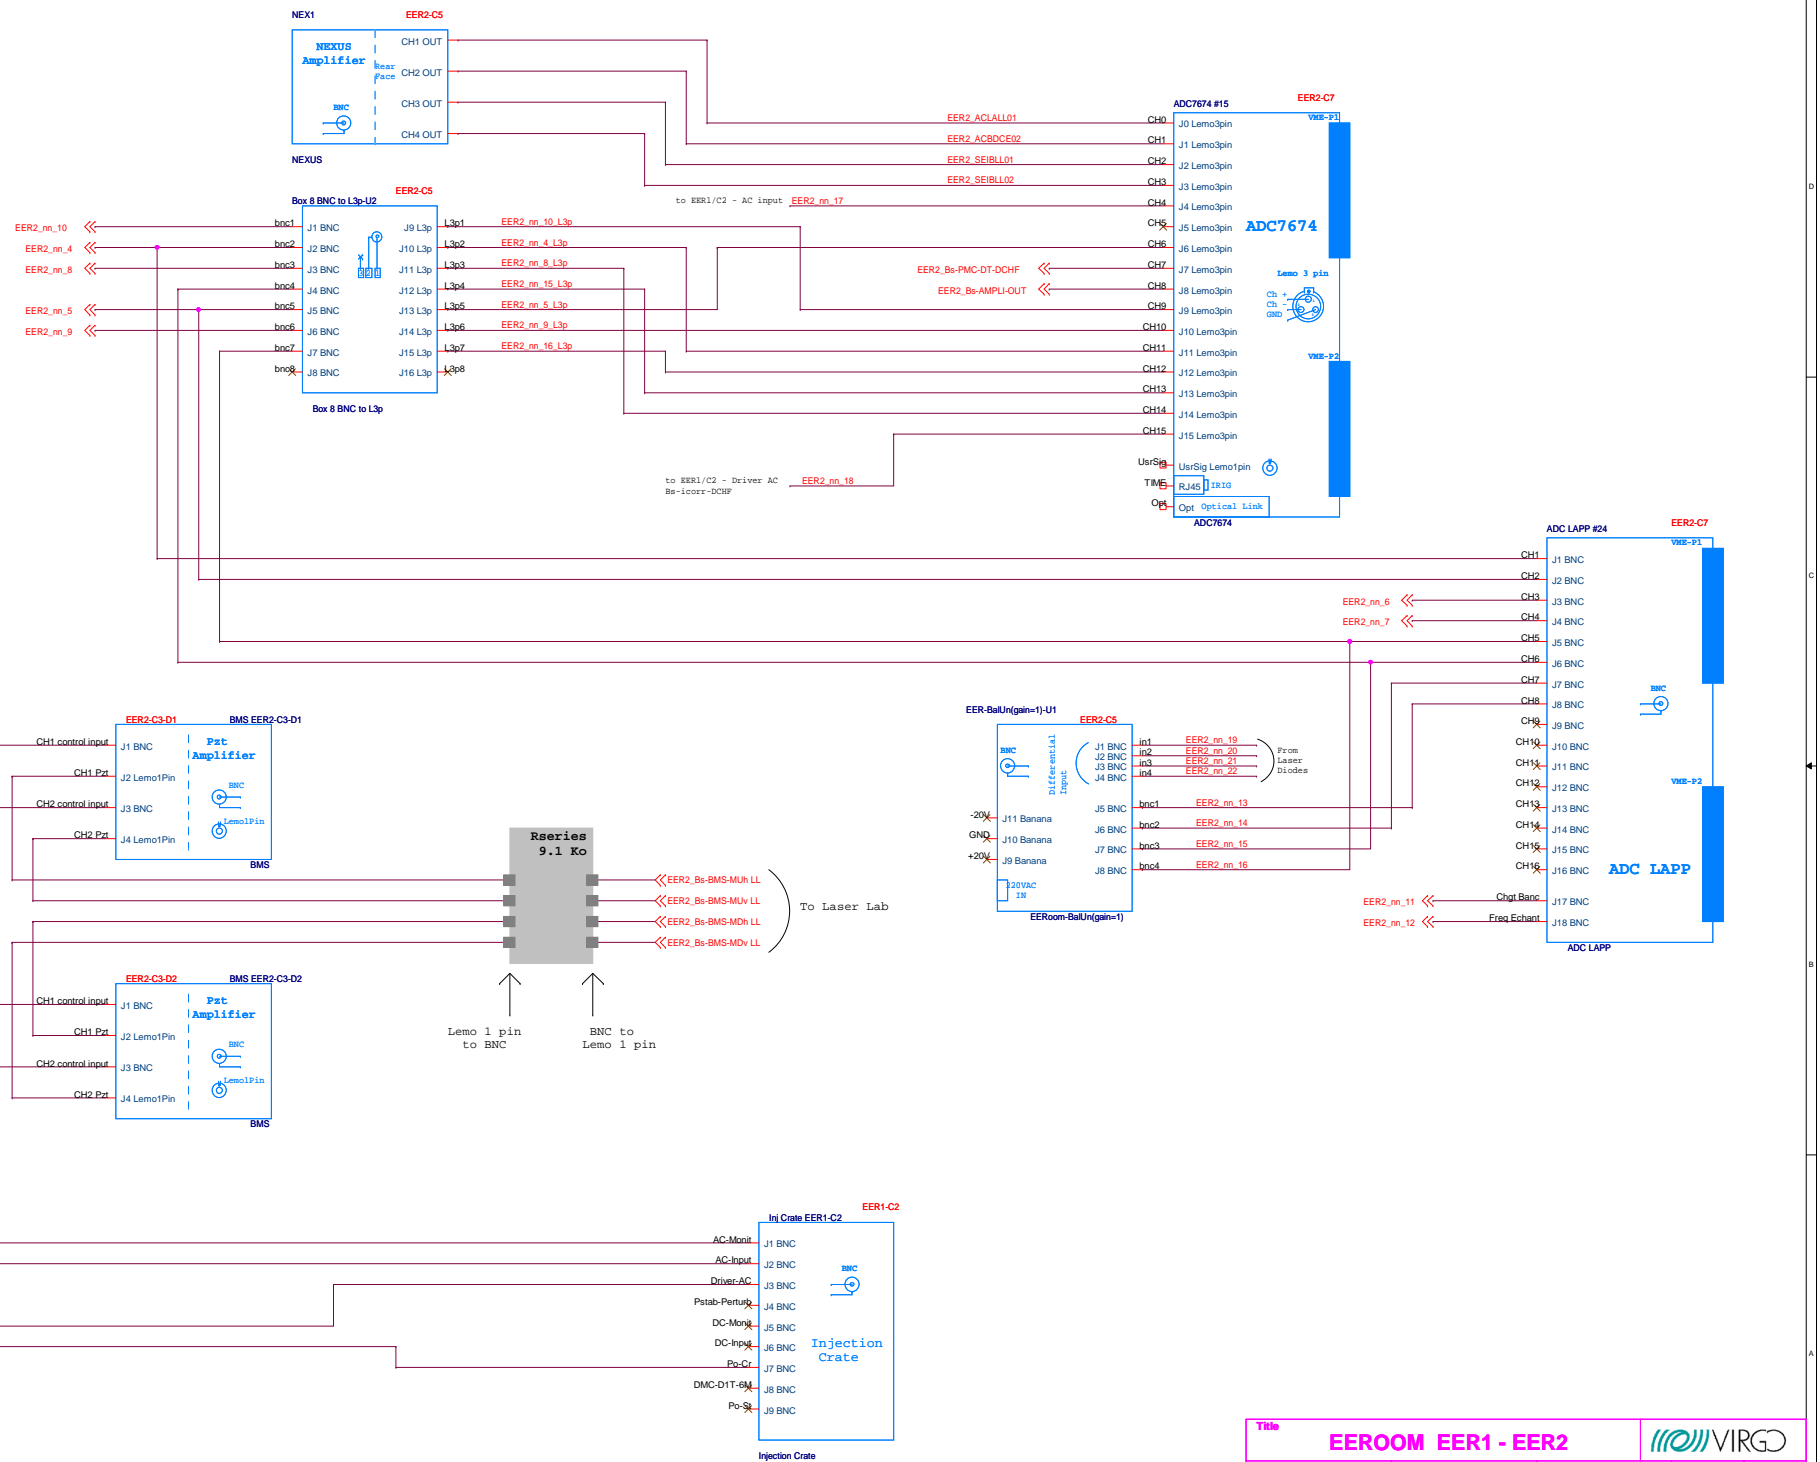 NEX1
EER2-C5
NEXUS
Amplifier
Rear
Face
BNC
CH1 OUT
CH2 OUT
CH3 OUT
CH4 OUT
NEXUS
EER2-C5
Box 8 BNC to L3p-U2
EER2_nn_10
EER2_nn_4
EER2_nn_8
EER2_nn_5
EER2_nn_9
bnc1 J1 BNC J9 L3p L3p1 EER2_nn_10_L3p
bnc2 J2 BNC J10 L3p L3p2 EER2_nn_4_L3p
bnc3 J3 BNC J11 L3p L3p3 EER2_nn_8_L3p
bnc4 J4 BNC J12 L3p L3p4 EER2_nn_15_L3p
bnc5 J5 BNC J13 L3p L3p5 EER2_nn_5_L3p
bnc6 J6 BNC J14 L3p L3p6 EER2_nn_9_L3p
bnc7 J7 BNC J15 L3p L3p7 EER2_nn_16_L3p
bnc8 J8 BNC J16 L3p L3p8
Box 8 BNC to L3p
ADC7674 #15
EER2-C7
VME-P1
EER2_ACLALL01 CH0 J0 Lemo3pin
EER2_ACBDCE02 CH1 J1 Lemo3pin
EER2_SEIBLL01 CH2 J2 Lemo3pin
EER2_SEIBLL02 CH3 J3 Lemo3pin
to EER1/C2 - AC input EER2_nn_17 CH4 J4 Lemo3pin
CH5 J5 Lemo3pin
ADC7674
CH6 J6 Lemo3pin
EER2_Bs-PMC-DT-DCHF CH7 J7 Lemo3pin
EER2_Bs-AMPLI-OUT CH8 J8 Lemo3pin
CH9 J9 Lemo3pin
CH10 J10 Lemo3pin
CH11 J11 Lemo3pin
CH12 J12 Lemo3pin
CH13 J13 Lemo3pin
CH14 J14 Lemo3pin
CH15 J15 Lemo3pin
Lemo 3 pin
Ch +
Ch -
GND
VME-P2
to EER1/C2 - Driver AC EER2_nn_18
Bs-icorr-DCHF
UsrSig UsrSig Lemo1pin
TIME RJ45 IRIG
Opt Opt Optical Link
ADC7674
ADC LAPP #24
EER2-C7
VME-P1
CH1 J1 BNC
CH2 J2 BNC
EER2_nn_6 CH3 J3 BNC
EER2_nn_7 CH4 J4 BNC
CH5 J5 BNC
CH6 J6 BNC
CH7 J7 BNC
CH8 J8 BNC
CH9 J9 BNC
CH10 J10 BNC
CH11 J11 BNC
CH12 J12 BNC
CH13 J13 BNC
CH14 J14 BNC
CH15 J15 BNC
CH16 J16 BNC
EER2_nn_11 Chgt Banc J17 BNC
EER2_nn_12 Freq Echant J18 BNC
BNC
VME-P2
ADC LAPP
ADC LAPP
EER2-C3-D1
BMS EER2-C3-D1
CH1 control input J1 BNC
CH1 Pzt J2 Lemo1Pin
CH2 control input J3 BNC
CH2 Pzt J4 Lemo1Pin
Pzt
Amplifier
BNC
Lemo1Pin
BMS
Rseries
9.1 Ko
EER2_Bs-BMS-MUh LL
EER2_Bs-BMS-MUv LL
EER2_Bs-BMS-MDh LL
EER2_Bs-BMS-MDv LL
To Laser Lab
Lemo 1 pin
to BNC
BNC to
Lemo 1 pin
EER-BalUn(gain=1)-U1
EER2-C5
BNC
Differential
Input
J1 BNC in1 EER2_nn_19
J2 BNC in2 EER2_nn_20
J3 BNC in3 EER2_nn_21
J4 BNC in4 EER2_nn_22
From
Laser
Diodes
J5 BNC bnc1 EER2_nn_13
J6 BNC bnc2 EER2_nn_14
J7 BNC bnc3 EER2_nn_15
J8 BNC bnc4 EER2_nn_16
-20V J11 Banana
GND J10 Banana
+20V J9 Banana
220VAC
IN
EERoom-BalUn(gain=1)
EER2-C3-D2
BMS EER2-C3-D2
CH1 control input J1 BNC
CH1 Pzt J2 Lemo1Pin
CH2 control input J3 BNC
CH2 Pzt J4 Lemo1Pin
Pzt
Amplifier
BNC
Lemo1Pin
BMS
EER1-C2
Inj Crate EER1-C2
AC-Monit J1 BNC
AC-Input J2 BNC
Driver-AC J3 BNC
Pstab-Perturb J4 BNC
DC-Monit J5 BNC
DC-Input J6 BNC
Po-Cr J7 BNC
DMC-D1T-6M J8 BNC
Po-St J9 BNC
BNC
Injection
Crate
Injection Crate
D
C
B
A
Title
EEROOM EER1 - EER2
VIRGO